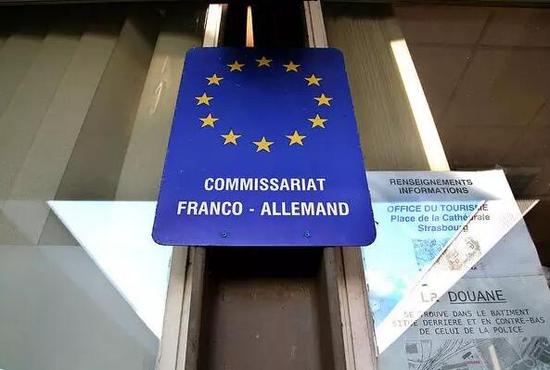 COMMISSARIAT
FRANCO - ALLEMAND
RENSEIGNEMENTS
INFORMATIONS
OFFICE DU TOURISME
Place de la Cathédrale
Strasbourg
La DOUANE
SE TROUVE DANS LE BATIMENT
SITUE DERRIERE ET EN CONTRE-BAS
DE CELUI DE LA POLICE